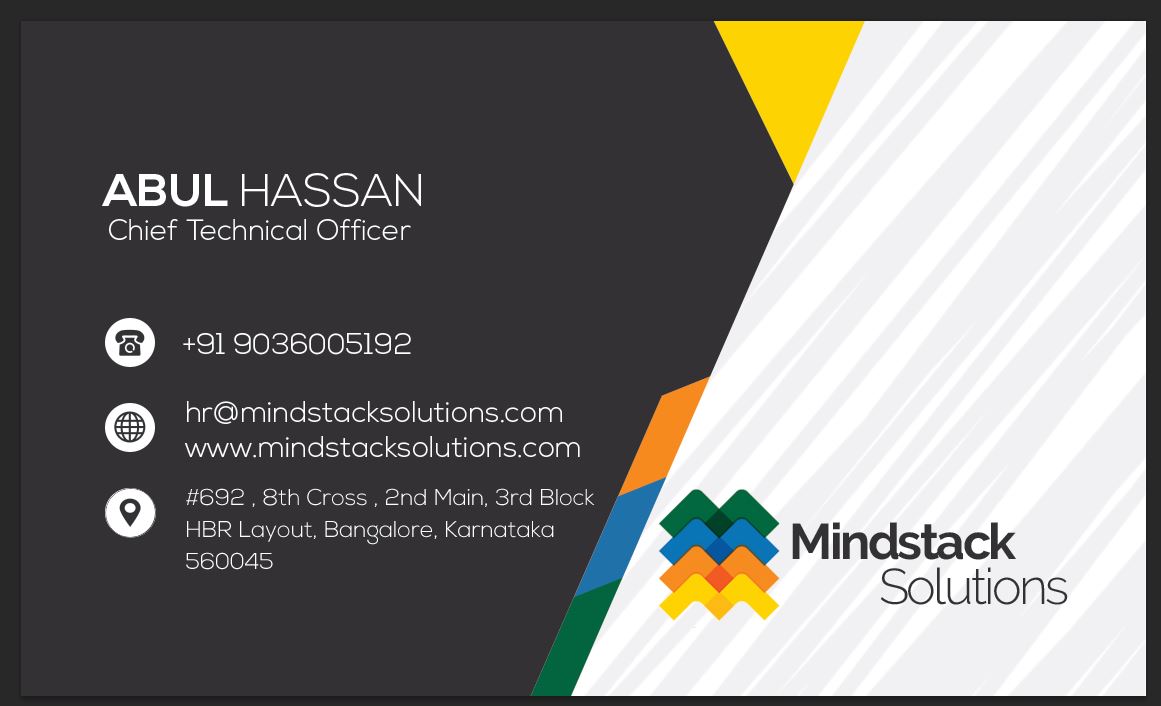 ABUL HASSAN
Chief Technical Officer
+91 9036005192
hr@mindstacksolutions.com
www.mindstacksolutions.com
#692 , 8th Cross , 2nd Main, 3rd Block
HBR Layout, Bangalore, Karnataka
560045
Mindstack
Solutions